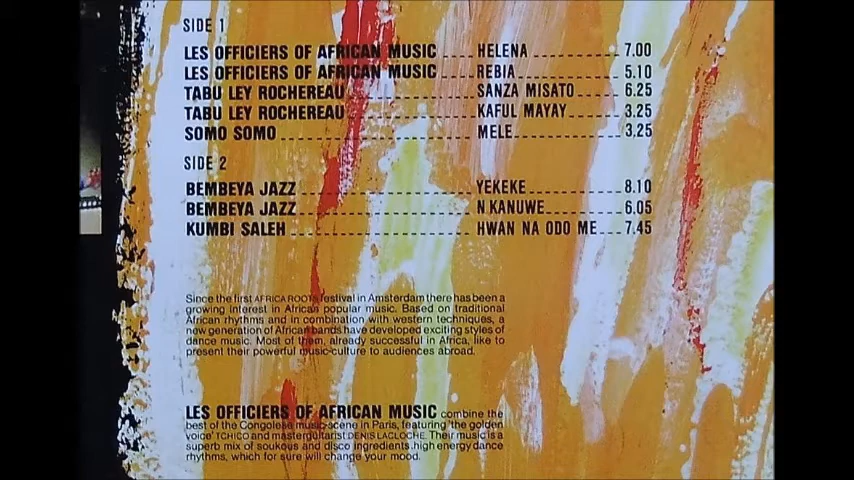 SIDE 1
LES OFFICIERS OF AFRICAN MUSIC HELENA 7.00
LES OFFICIERS OF AFRICAN MUSIC REBIA 5.10
TABU LEY ROCHEREAU SANZA MISATO 6.25
TABU LEY ROCHEREAU KAFUL MAYAY 3.25
SOMO SOMO MELE 3,25
SIDE 2
BEMBEYA JAZZ YEKEKE 8.10
BEMBEYA JAZZ N.KANUWE 6,05
KUMBI SALEH HWAN NA ODO ME 7.45
Since the first AFRICA ROOTS festival in Amsterdam there has been a
growing interest in African popular music. Based on traditional
African rhythms and in combination with western techniques, a
new generation of African bands have developed exciting styles of
dance music. Most of them, already successful in Africa, like to
present their powerful music-culture to audiences abroad.
LES OFFICIERS OF AFRICAN MUSIC combine the
best of the Congolese music-scene in Paris, featuring 'the golden
voice' TCHICO and masterguitarist DENIS LACLOCHE. Their music is a
superb mix of soukous and disco ingredients.high energy dance
rhythms, which for sure will change your mood.